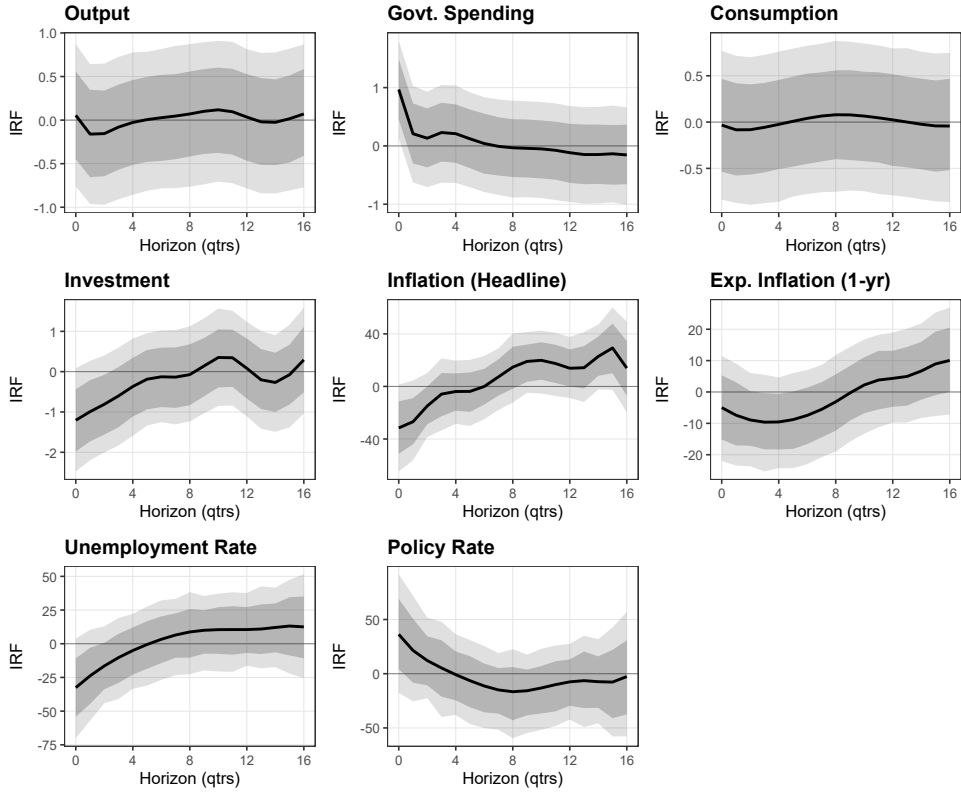 Output
1.0
0.5
0.0
-0.5
-1.0
IRF
0 4 8 12 16
Horizon (qtrs)
Govt. Spending
1
0
-1
IRF
0 4 8 12 16
Horizon (qtrs)
Consumption
0.5
0.0
-0.5
IRF
0 4 8 12 16
Horizon (qtrs)
Investment
1
0
-1
-2
IRF
0 4 8 12 16
Horizon (qtrs)
Inflation (Headline)
40
0
-40
IRF
0 4 8 12 16
Horizon (qtrs)
Exp. Inflation (1-yr)
20
10
0
-10
-20
IRF
0 4 8 12 16
Horizon (qtrs)
Unemployment Rate
50
25
0
-25
-50
-75
IRF
0 4 8 12 16
Horizon (qtrs)
Policy Rate
50
0
-50
IRF
0 4 8 12 16
Horizon (qtrs)